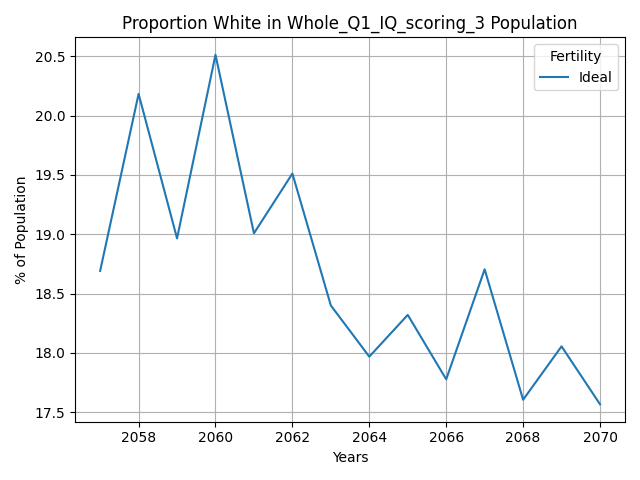 Proportion White in Whole_Q1_IQ_scoring_3 Population
Fertility
Ideal
20.5
20.0
19.5
19.0
18.5
18.0
17.5
% of Population
2058 2060 2062 2064 2066 2068 2070
Years